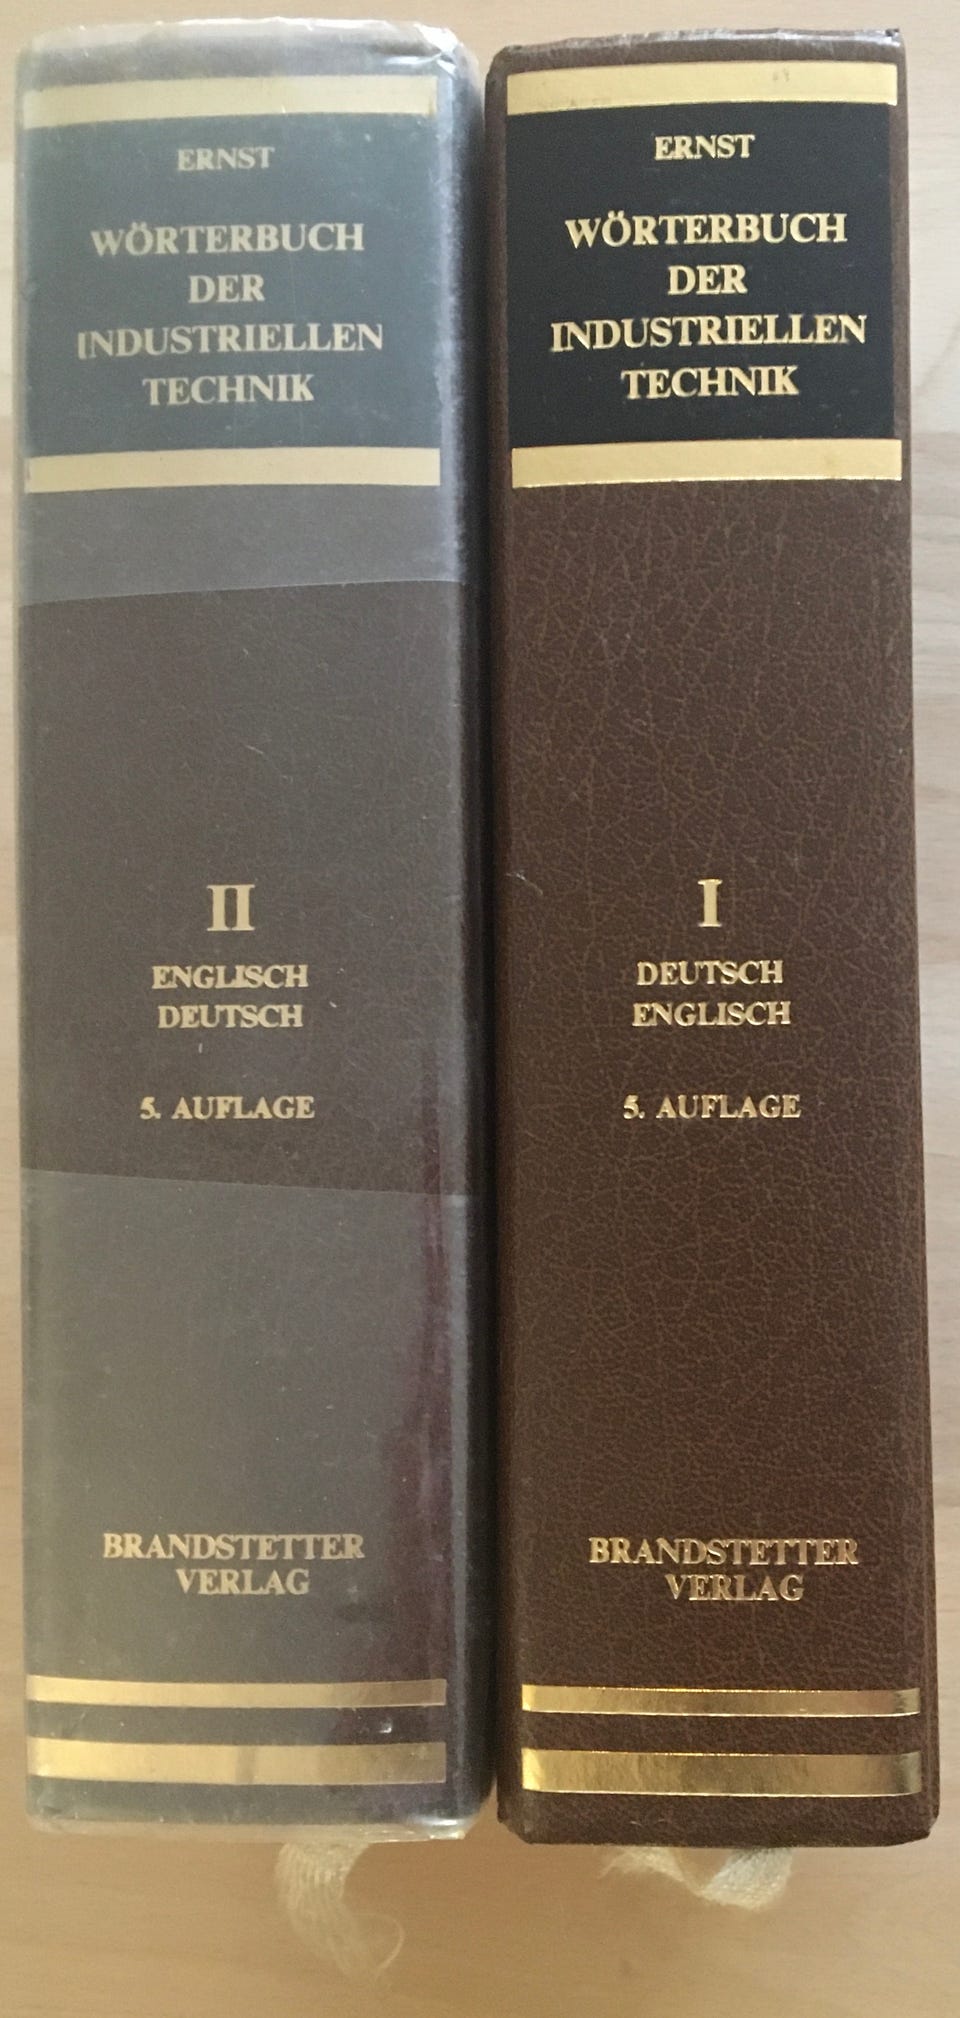 ERNST
WÖRTERBUCH
DER
INDUSTRIELLEN
TECHNIK
II
ENGLISCH
DEUTSCH
5. AUFLAGE
BRANDSTETTER
VERLAG
ERNST
WÖRTERBUCH
DER
INDUSTRIELLEN
TECHNIK
I
DEUTSCH
ENGLISCH
5. AUFLAGE
BRANDSTETTER
VERLAG